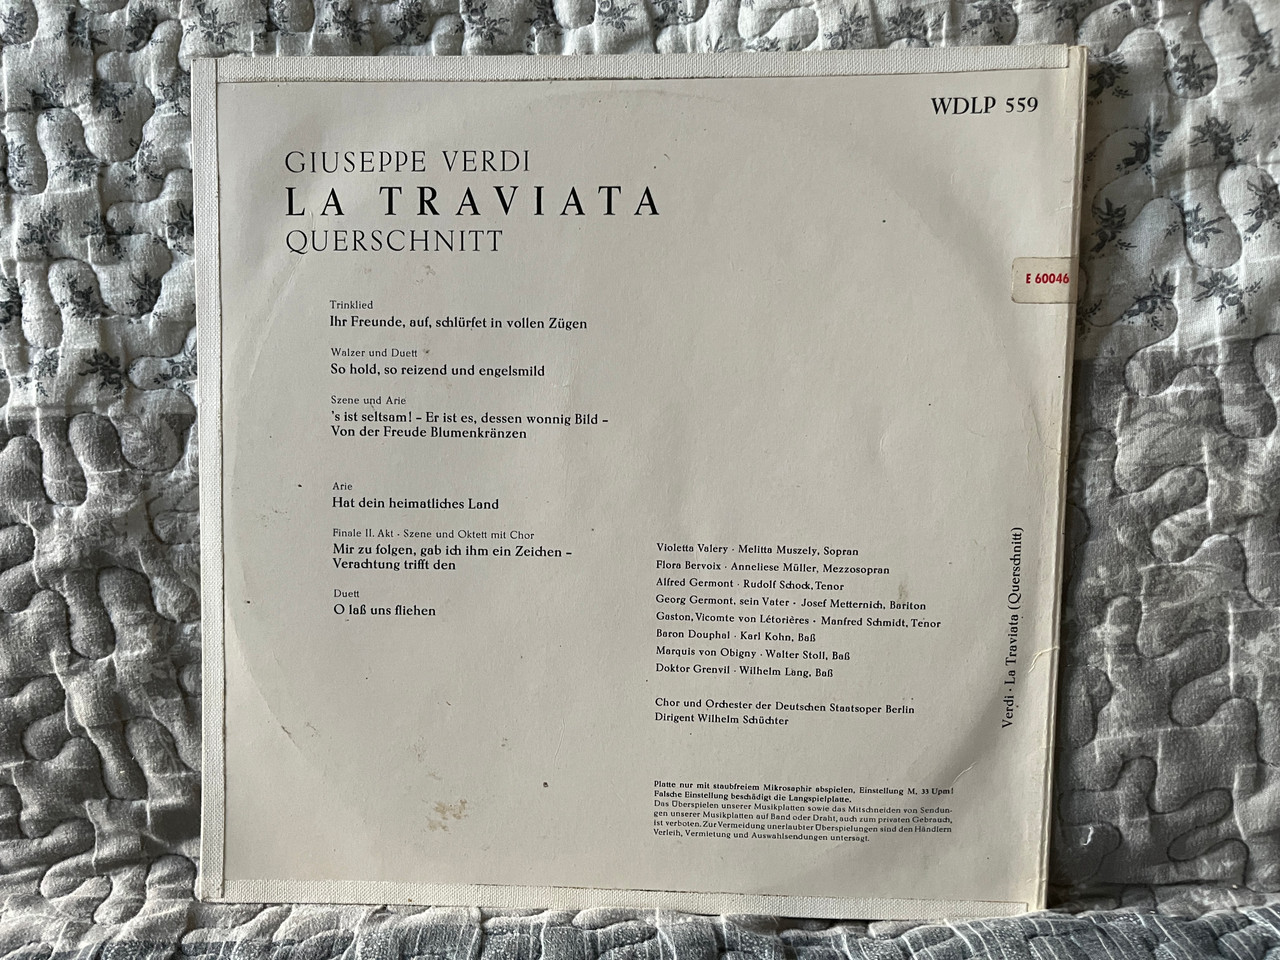 WDLP 559
GIUSEPPE VERDI
LA TRAVIATA
QUERSCHNITT
E 60046
Trinklied
Ihr Freunde, auf, schlürfet in vollen Zügen
Walzer und Duett
So hold, so reizend und engelsmild
Szene und Arie
's ist seltsam! – Er ist es, dessen wonnig Bild –
Von der Freude Blumenkränzen
Arie
Hat dein heimatliches Land
Finale II. Akt · Szene und Oktett mit Chor
Mir zu folgen, gab ich ihm ein Zeichen –
Verachtung trifft den
Duett
O laß uns fliehen
Violetta Valery · Melitta Muszely, Sopran
Flora Bervoix · Anneliese Müller, Mezzosopran
Alfred Germont · Rudolf Schock, Tenor
Georg Germont, sein Vater · Josef Metternich, Bariton
Gaston, Vicomte von Létorières · Manfred Schmidt, Tenor
Baron Douphal · Karl Kohn, Baß
Marquis von Obigny · Walter Stoll, Baß
Doktor Grenvil · Wilhelm Lang, Baß
Chor und Orchester der Deutschen Staatsoper Berlin
Dirigent Wilhelm Schüchter
Verdi · La Traviata (Querschnitt)
Platte nur mit staubfreiem Mikrosaphir abspielen, Einstellung M, 33 Upm!
Falsche Einstellung beschädigt die Langspielplatte.
Das Überspielen unserer Musikplatten sowie das Mitschneiden von Sendun-
gen unserer Musikplatten auf Band oder Draht, auch zum privaten Gebrauch,
ist verboten. Zur Vermeidung unerlaubter Überspielungen sind den Händlern
Verleih, Vermietung und Auswahlsendungen untersagt.